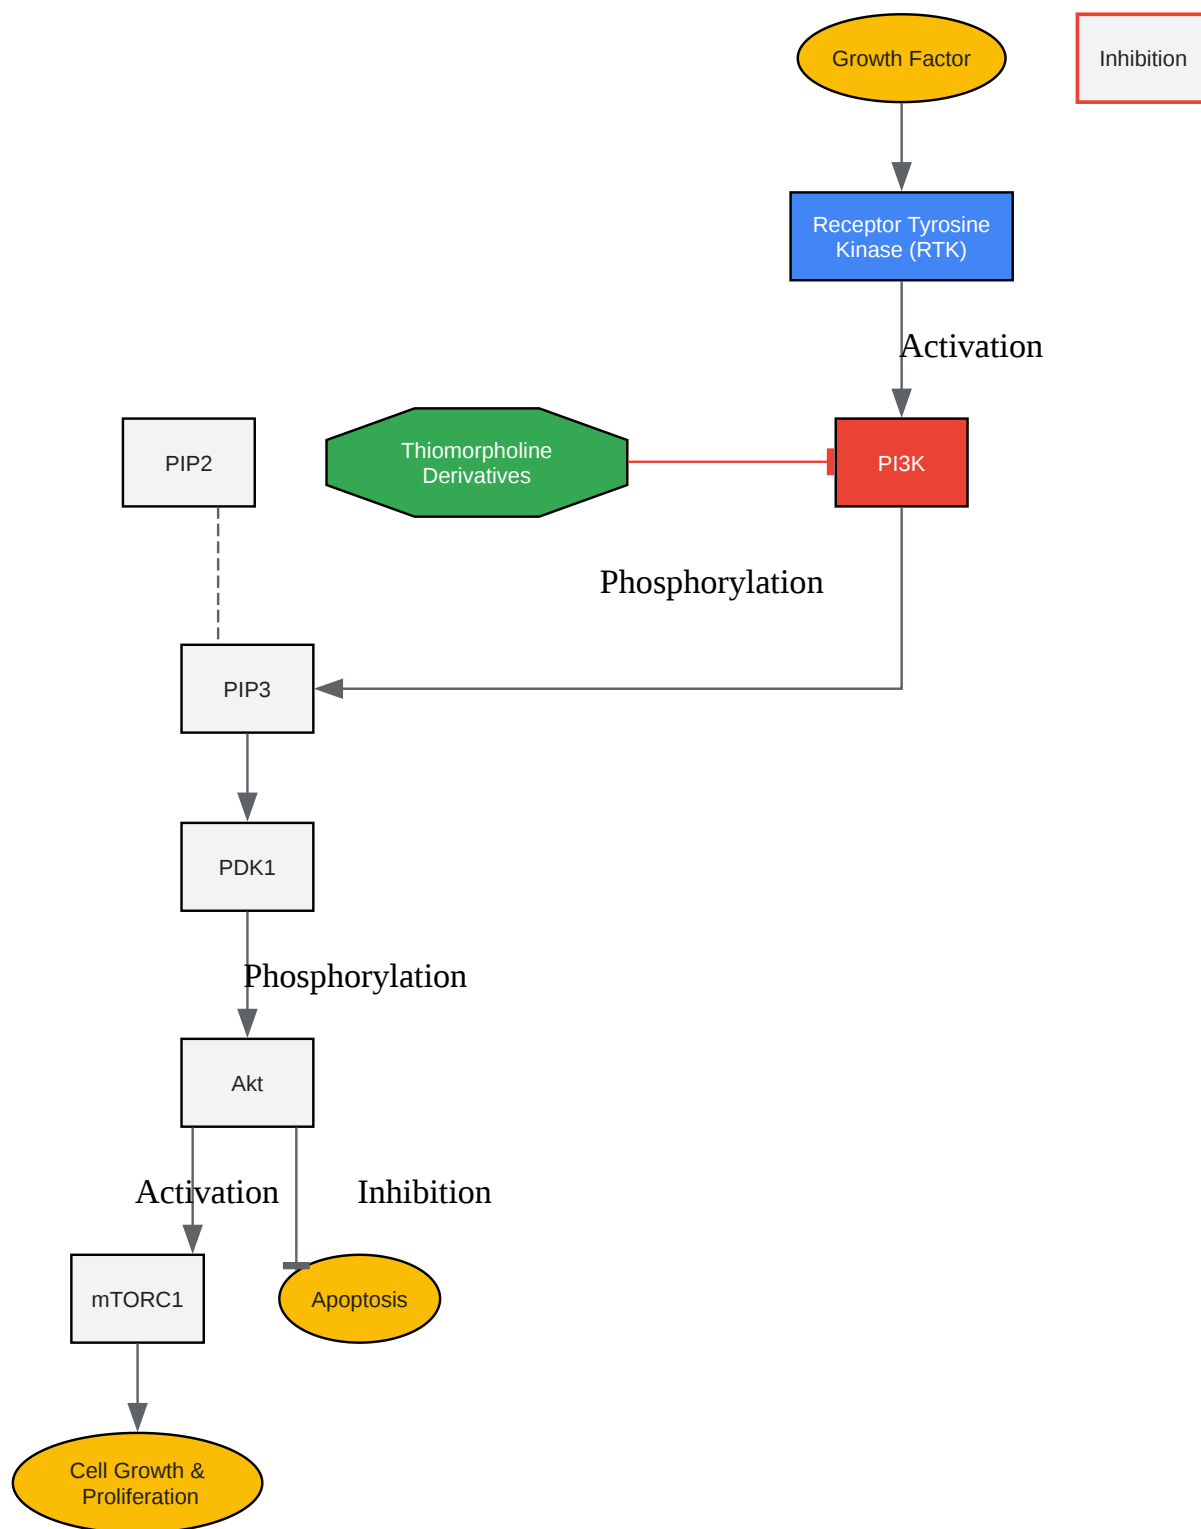 Growth Factor
Inhibition
Receptor Tyrosine
Kinase (RTK)
Activation
PIP2
Thiomorpholine
Derivatives
PI3K
Phosphorylation
PIP3
PDK1
Phosphorylation
Akt
Activation
Inhibition
mTORC1
Apoptosis
Cell Growth &
Proliferation